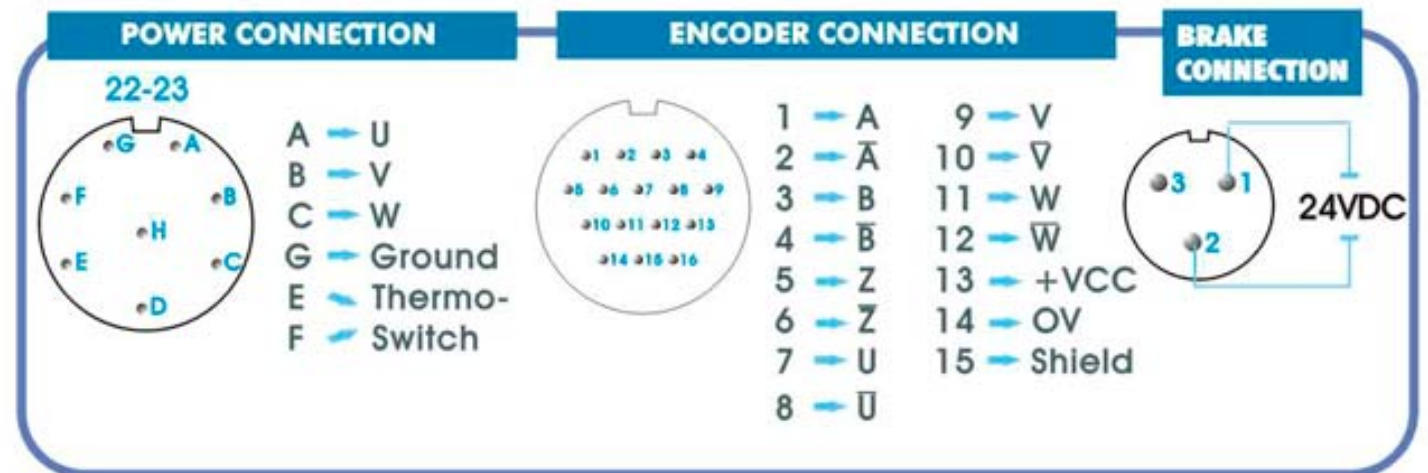 POWER CONNECTION
22-23
G A
F B
H
E C
D
A → U
B → V
C → W
G → Ground
E → Thermo-
F → Switch
ENCODER CONNECTION
1 2 3 4
5 6 7 8 9
10 11 12 13
14 15 16
1 → A
2 → A̅
3 → B
4 → B̅
5 → Z
6 → Z̅
7 → U
8 → U̅
9 → V
10 → V̅
11 → W
12 → W̅
13 → +VCC
14 → OV
15 → Shield
BRAKE
CONNECTION
3 1
2
24VDC